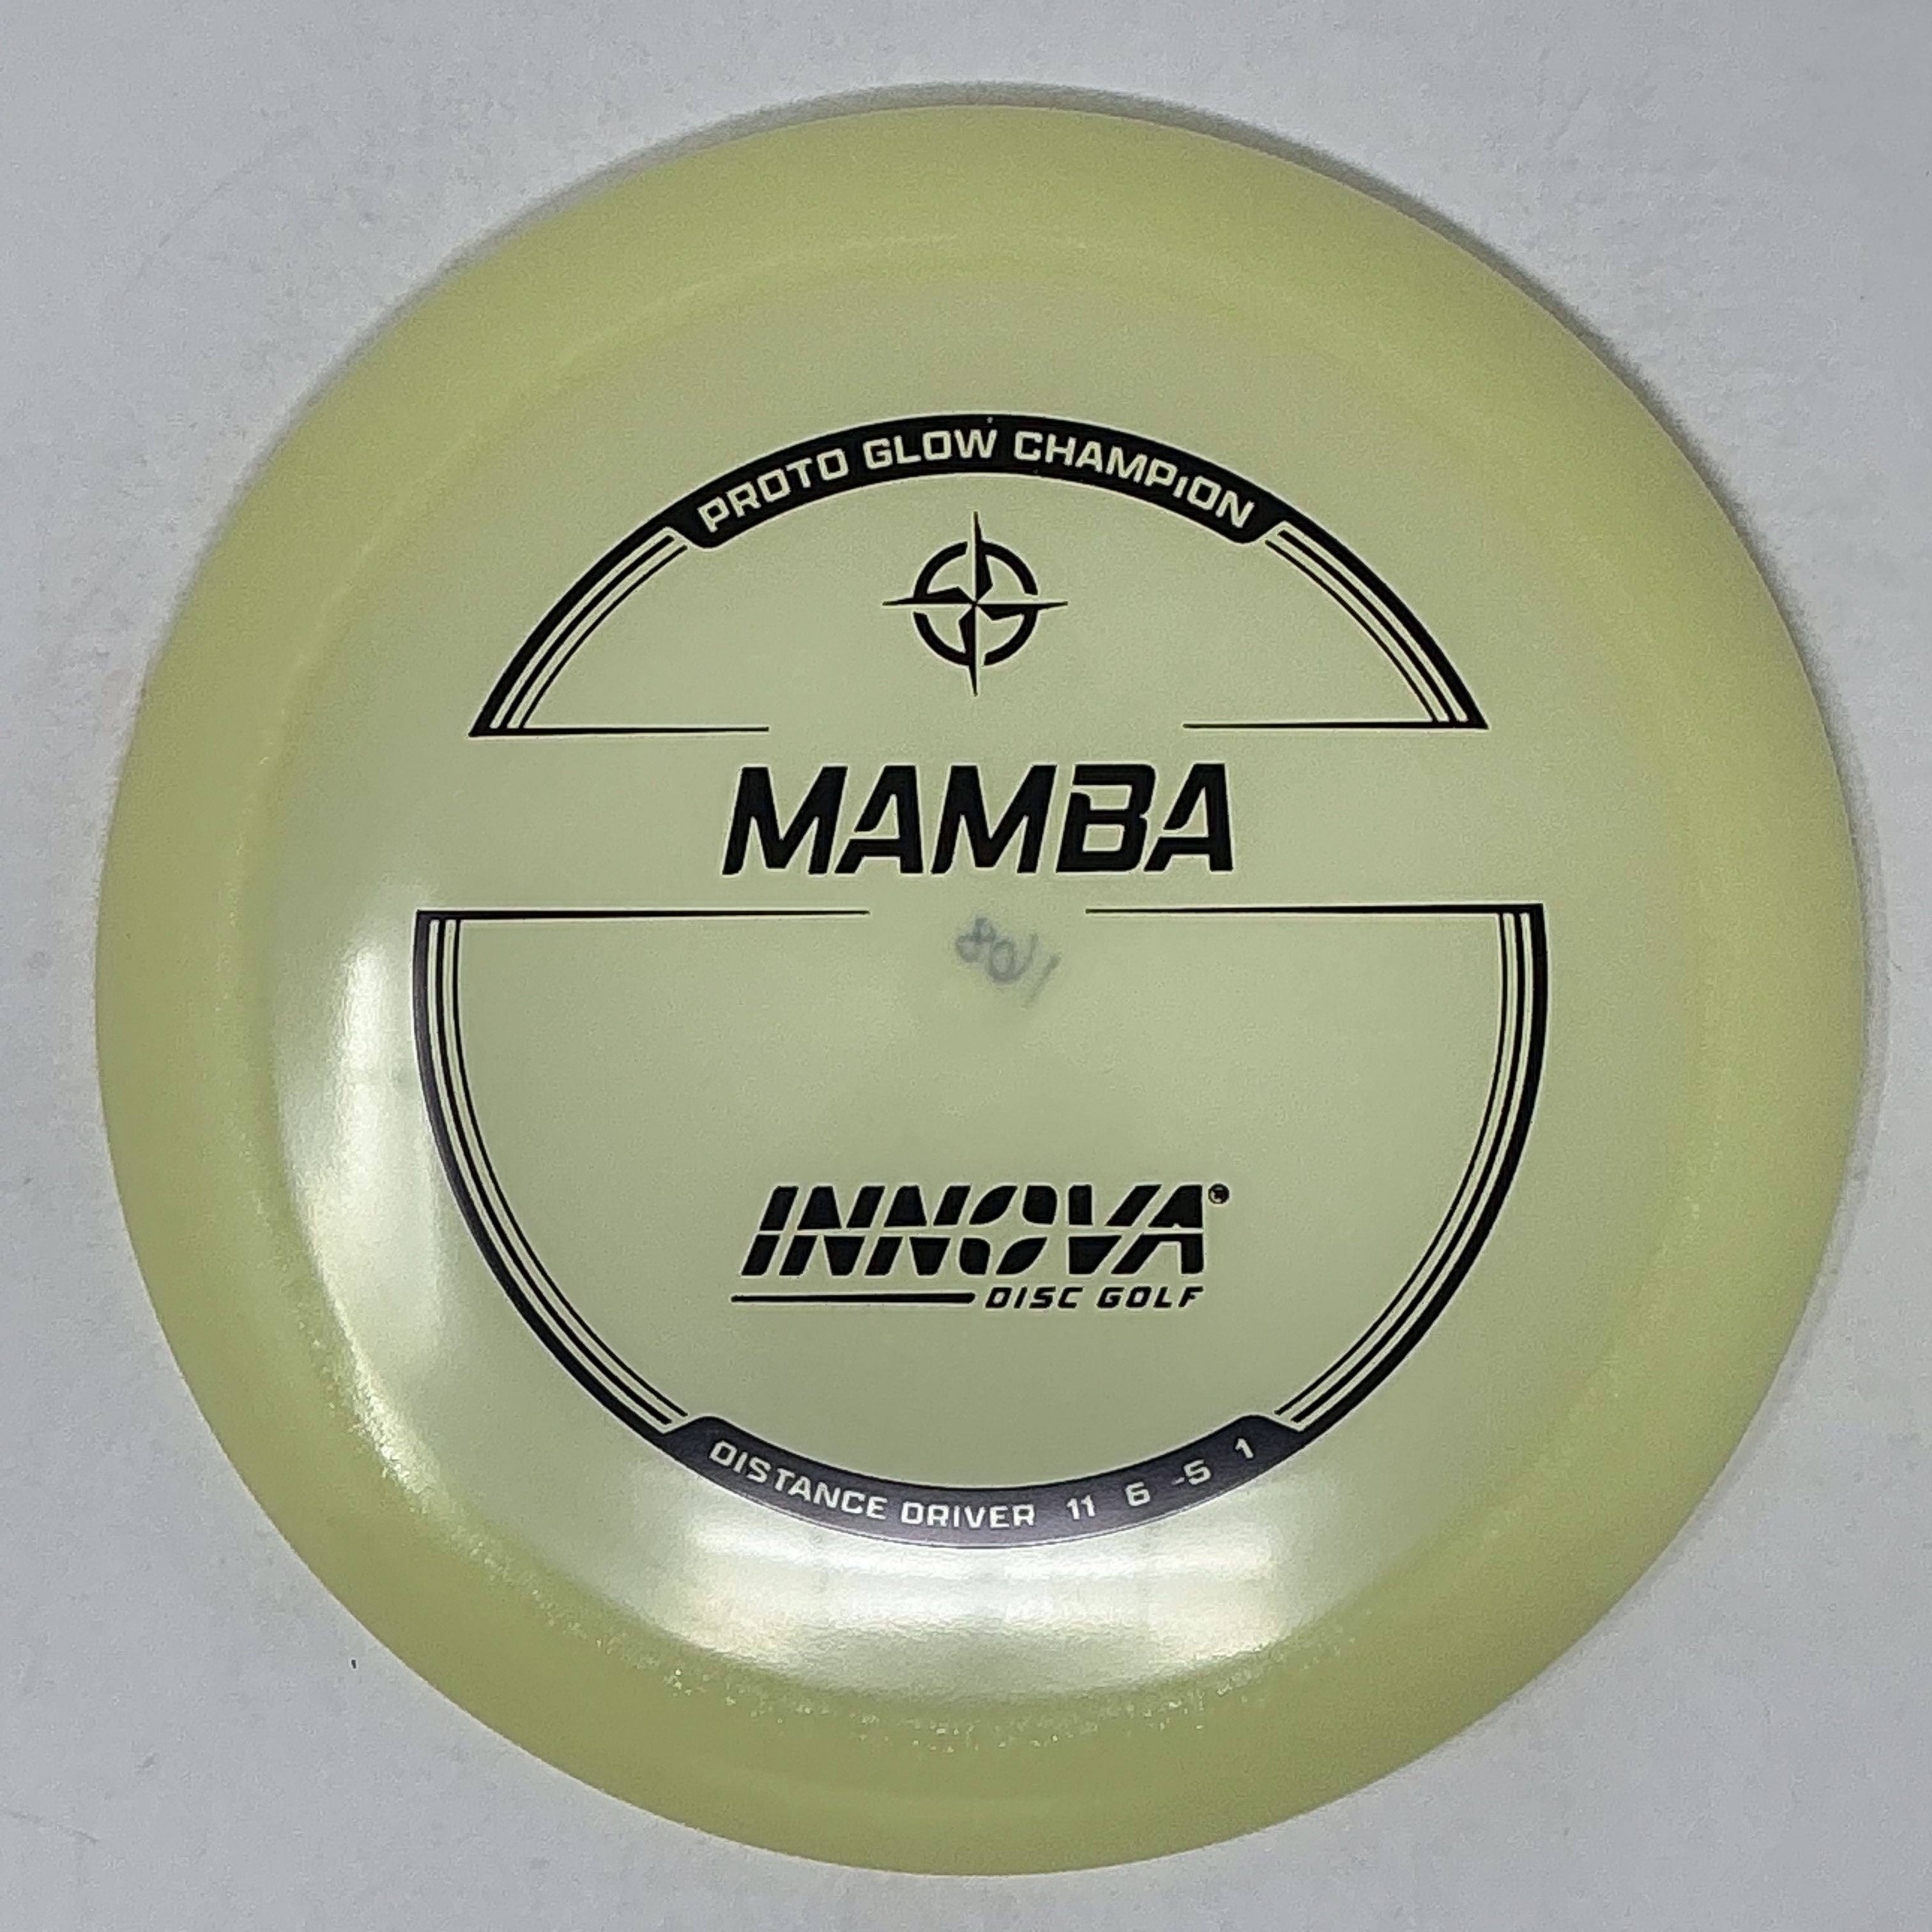 PROTO GLOW CHAMPiON
MAMBA
INNOVA®
DISC GOLF
DISTANCE DRIVER 11 6 -5 1